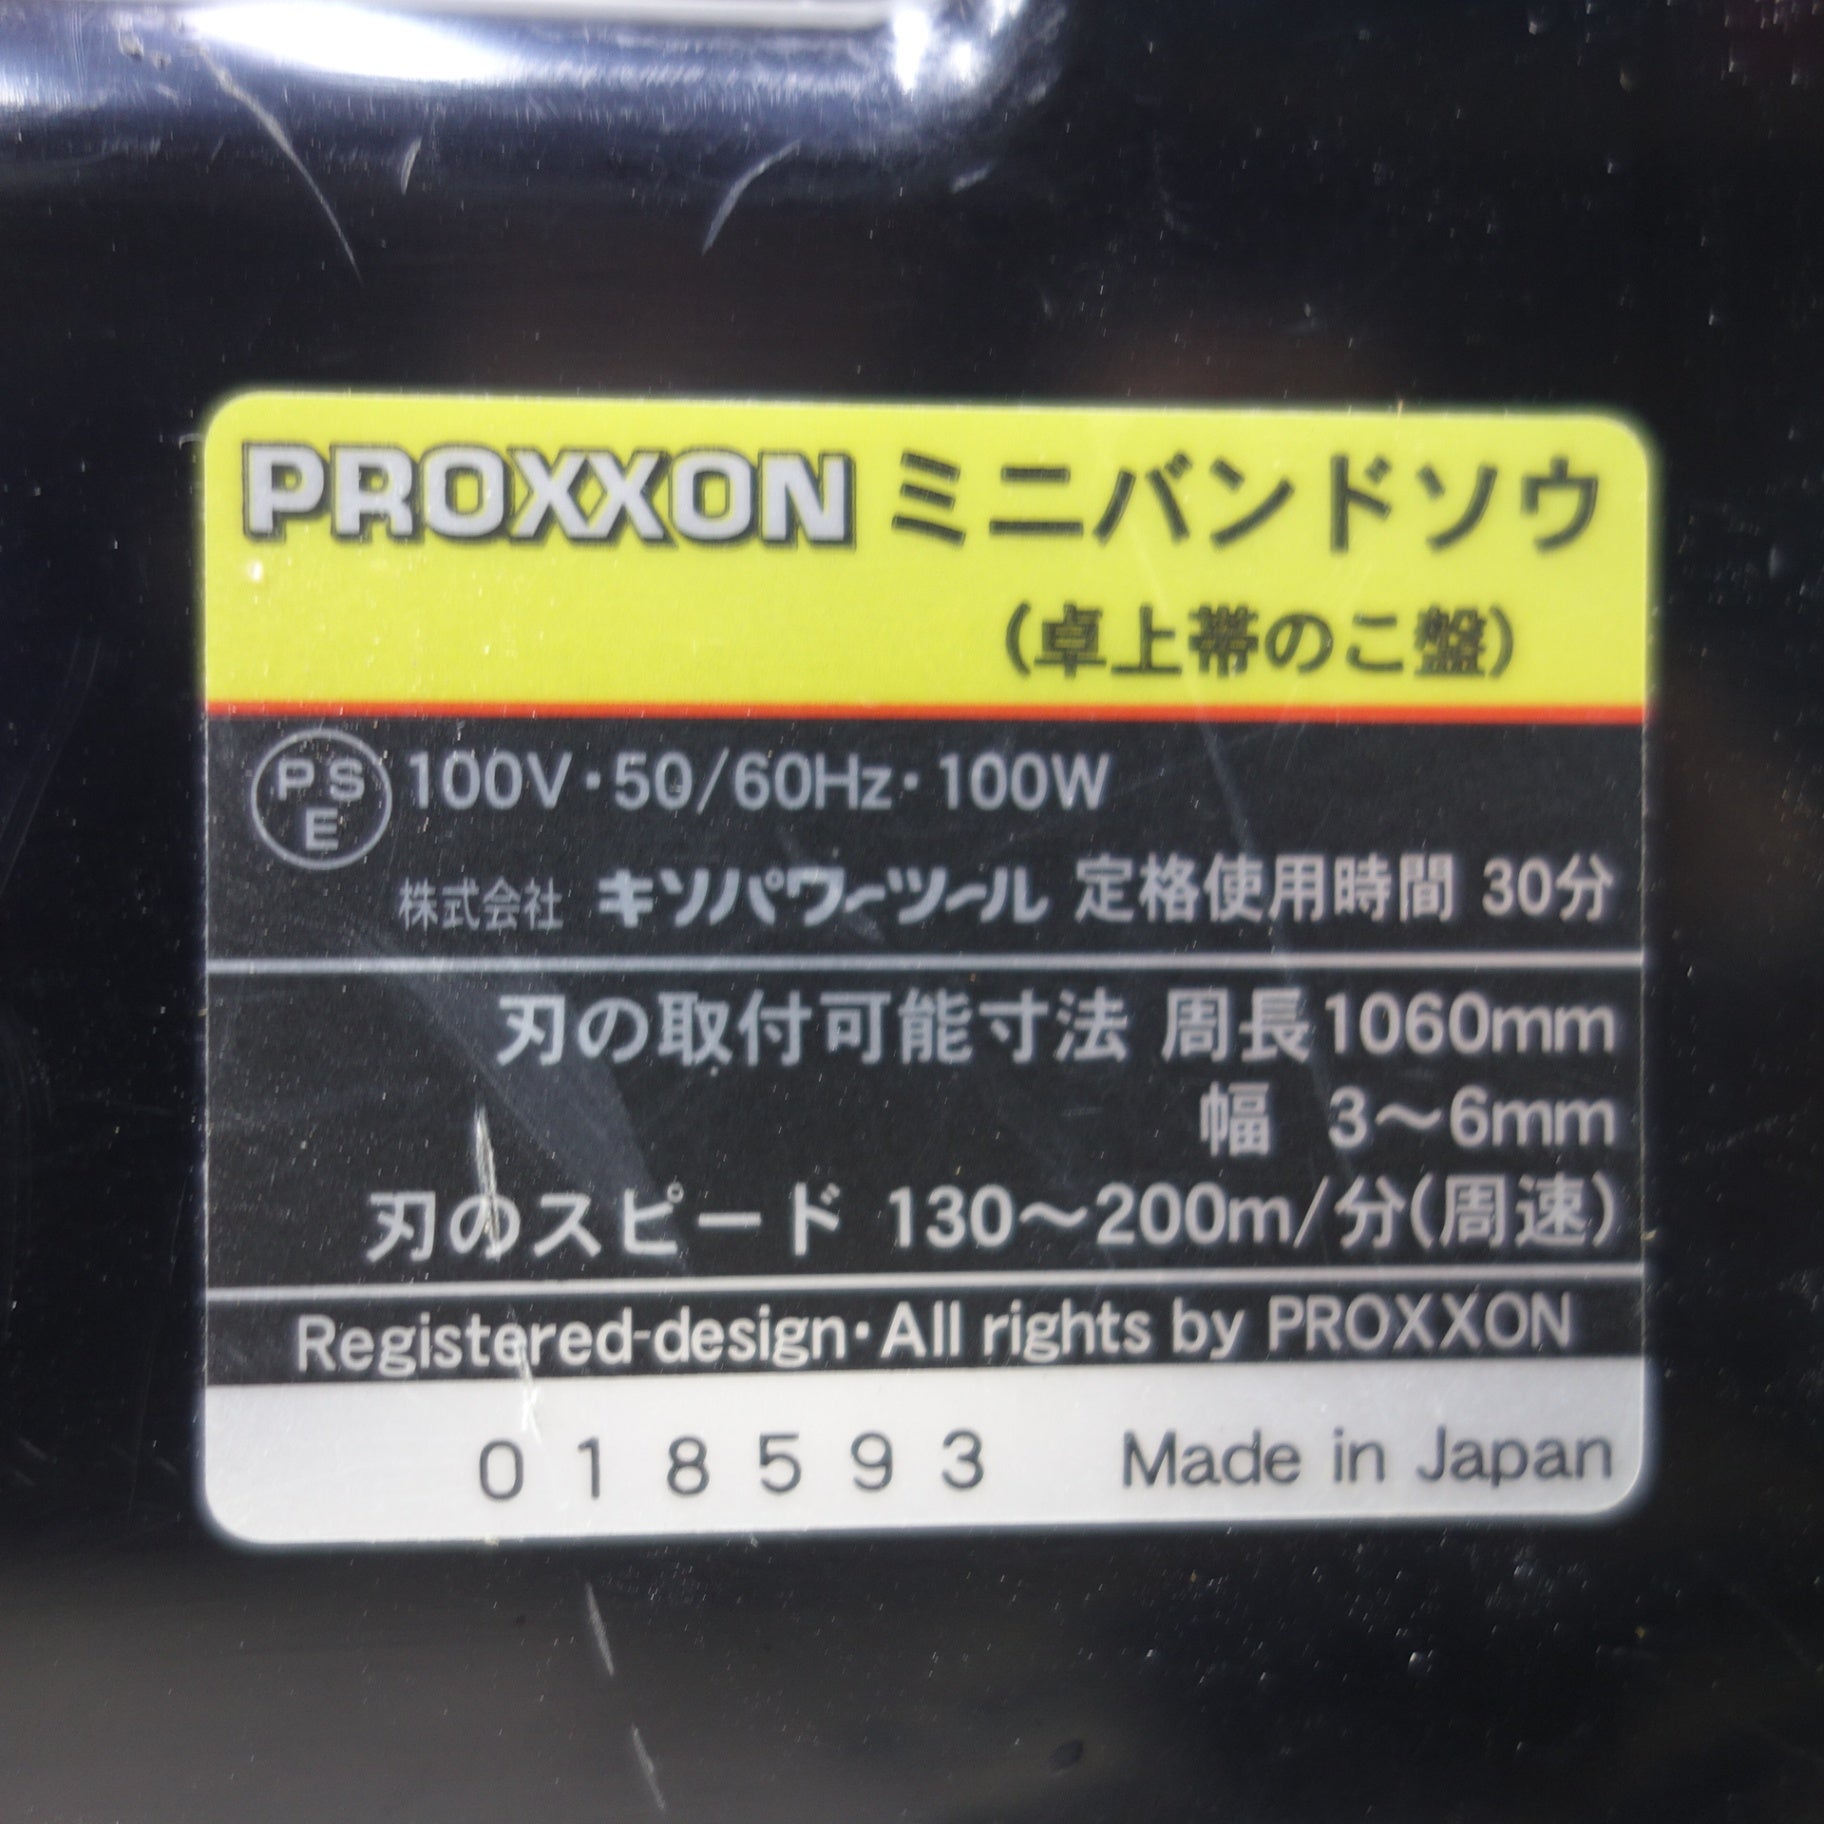 PROXXON ミニバンドソウ
(卓上帯のこ盤)
PSE 100V・50/60Hz・100W
株式会社 キソパワーツール 定格使用時間 30分
刃の取付可能寸法 周長1060mm
幅 3～6mm
刃のスピード 130～200m/分(周速)
Registered-design・All rights by PROXXON
018593 Made in Japan